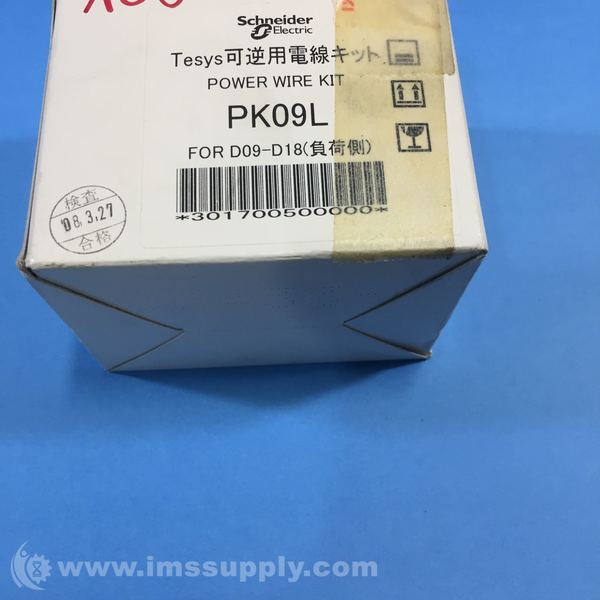 Schneider
Electric
Tesys可逆用電線キット
POWER WIRE KIT
PK09L
FOR D09-D18(負荷側)
*301700500000*
検査
'08.3.27
合格
www.imssupply.com